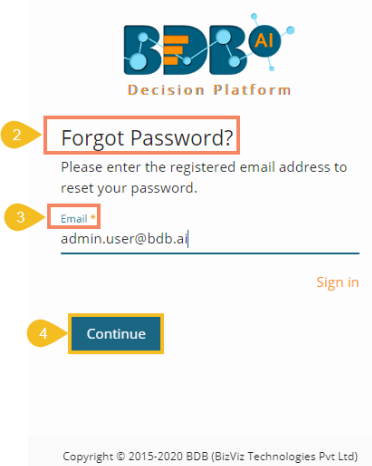 BDB AI
Decision Platform
2 Forgot Password?
Please enter the registered email address to
reset your password.
3 Email *
admin.user@bdb.ai
Sign in
4 Continue
Copyright © 2015-2020 BDB (BizViz Technologies Pvt Ltd)